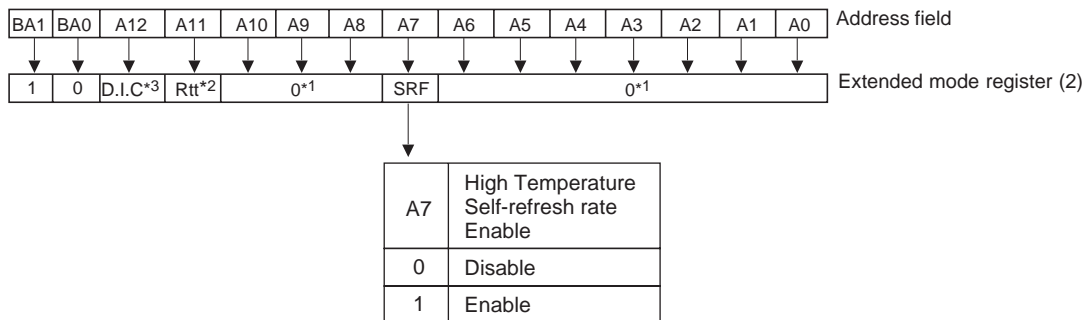 BA1 BA0 A12 A11 A10 A9 A8 A7 A6 A5 A4 A3 A2 A1 A0 Address field
1 0 D.I.C*3 Rtt*2 0*1 SRF 0*1 Extended mode register (2)
A7 High Temperature
Self-refresh rate
Enable
0 Disable
1 Enable